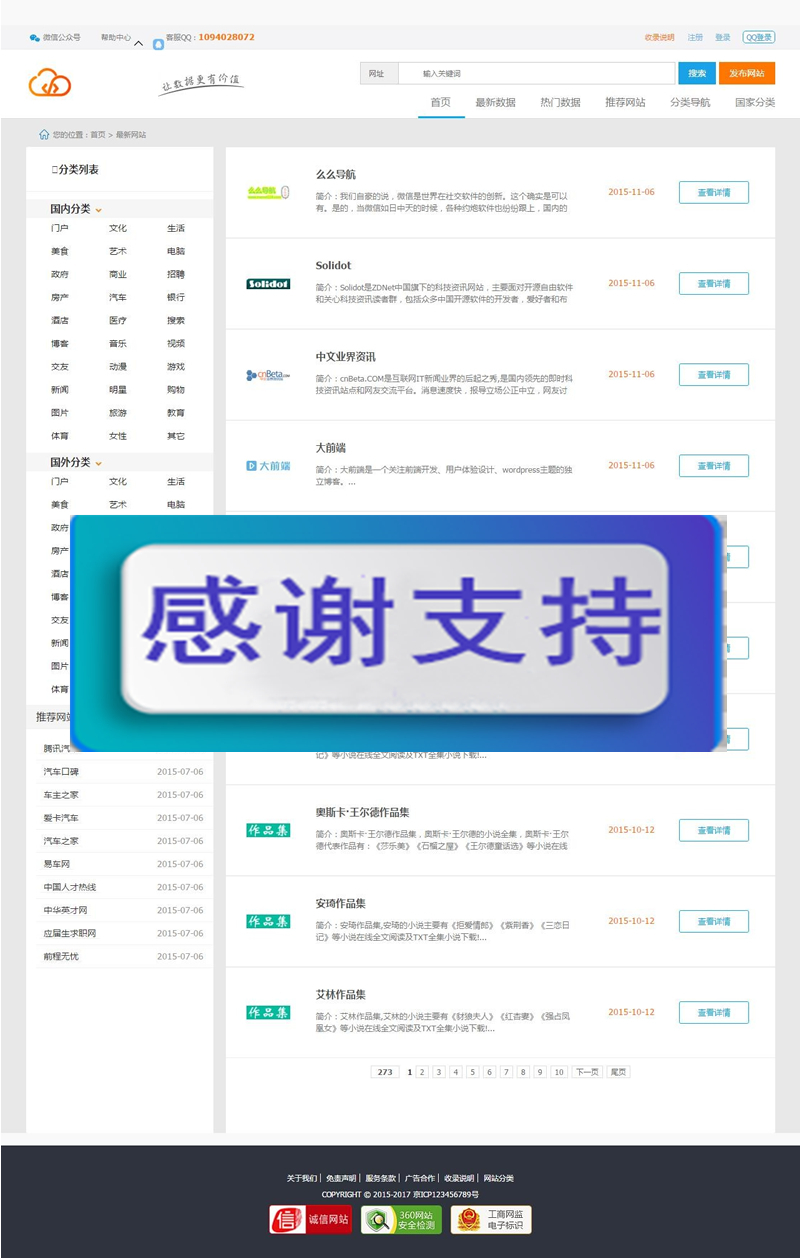 微信公众号 帮助中心 客服QQ：1094028072 收录说明 注册 登录 QQ登录
让数据更有价值
网址 输入关键词 搜索 发布网站
首页 最新数据 热门数据 推荐网站 分类导航 国家分类
您的位置：首页 > 最新网站
分类列表
国内分类
门户 文化 生活
美食 艺术 电脑
政府 商业 招聘
房产 汽车 银行
酒店 医疗 搜索
博客 音乐 视频
交友 动漫 游戏
新闻 明星 购物
图片 旅游 教育
体育 女性 其它
国外分类
门户 文化 生活
美食 艺术 电脑
政府
房产
酒店
博客
交友
新闻
图片
体育
推荐网站
腾讯汽
汽车口碑 2015-07-06
车主之家 2015-07-06
爱卡汽车 2015-07-06
汽车之家 2015-07-06
易车网 2015-07-06
中国人才热线 2015-07-06
中华英才网 2015-07-06
应届生求职网 2015-07-06
前程无忧 2015-07-06
么么导航
么么导航
简介：我们自豪的说，微信是世界在社交软件的创新。这个确实是可以
有。是的，当微信如日中天的时候，各种约炮软件也纷纷跟上，国内的
2015-11-06 查看详情
Solidot
Solidot
简介：Solidot是ZDNet中国旗下的科技资讯网站，主要面对开源自由软件
和关心科技资讯读者群，包括众多中国开源软件的开发者，爱好者和布
2015-11-06 查看详情
cnBeta.COM
中文业界资讯
简介：cnBeta.COM是互联网IT新闻业界的后起之秀,是国内领先的即时科
技资讯站点和网友交流平台。消息速度快，报导立场公正中立，网友讨
2015-11-06 查看详情
大前端
大前端
简介：大前端是一个关注前端开发、用户体验设计、wordpress主题的独
立博客。...
2015-11-06 查看详情
情
感谢支持
记》等小说在线全文阅读及TXT全集小说下载!...
作品集
奥斯卡·王尔德作品集
简介：奥斯卡·王尔德作品集，奥斯卡·王尔德的小说全集，奥斯卡·王尔
德代表作品有：《莎乐美》《石榴之屋》《王尔德童话选》等小说在线
2015-10-12 查看详情
作品集
安琦作品集
简介：安琦作品集,安琦的小说主要有《拒爱情郎》《紫荆香》《三恋日
记》等小说在线全文阅读及TXT全集小说下载!...
2015-10-12 查看详情
作品集
艾林作品集
简介：艾林作品集,艾林的小说主要有《豺狼夫人》《红杏妻》《强占凤
凰女》等小说在线全文阅读及TXT全集小说下载!...
2015-10-12 查看详情
273 1 2 3 4 5 6 7 8 9 10 下一页 尾页
关于我们 | 免责声明 | 服务条款 | 广告合作 | 收录说明 | 网站分类
COPYRIGHT © 2015-2017 京ICP123456789号
信 诚信网站 360网站 安全检测 工商网监 电子标识